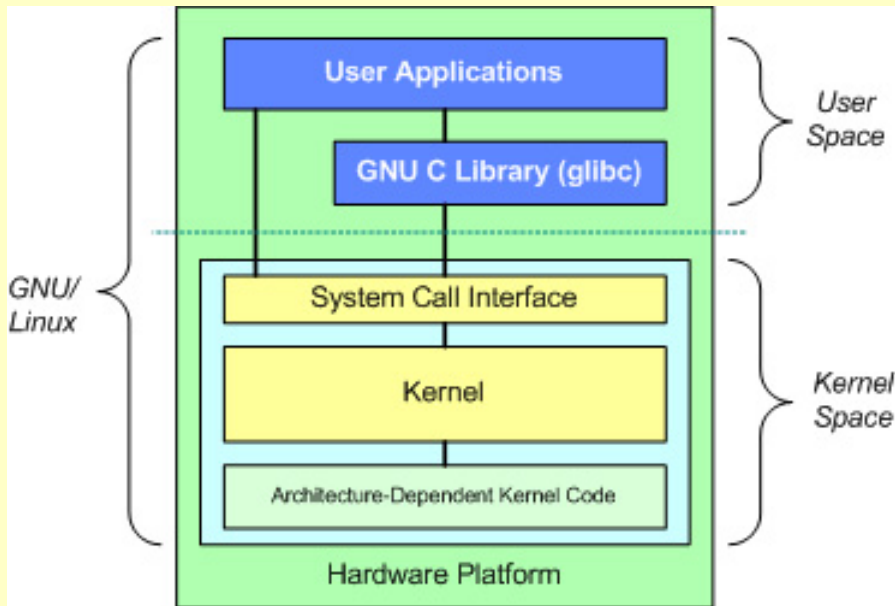 User Applications
User
Space
GNU C Library (glibc)
GNU/
Linux
System Call Interface
Kernel
Kernel
Space
Architecture-Dependent Kernel Code
Hardware Platform